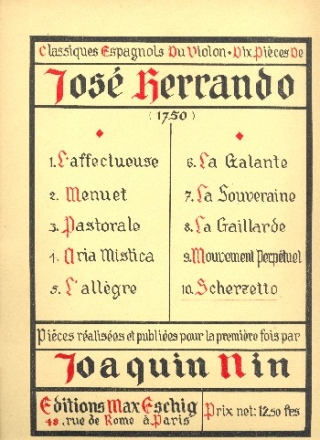 Classiques Espagnols Du Violon • Dix Pièces De
José Herrando
(1750)
1. L'affectueuse
2. Menuet
3. Pastorale
4. Aria Mistica
5. L'allègre
6. La Galante
7. La Souveraine
8. La Gaillarde
9. Mouvement Perpétuel
10. Scherzetto
Pièces réalisées et publiées pour la première fois par
Joaquin Nin
Editions Max Eschig
48, rue de Rome à Paris
Prix net: 12.50 fcs